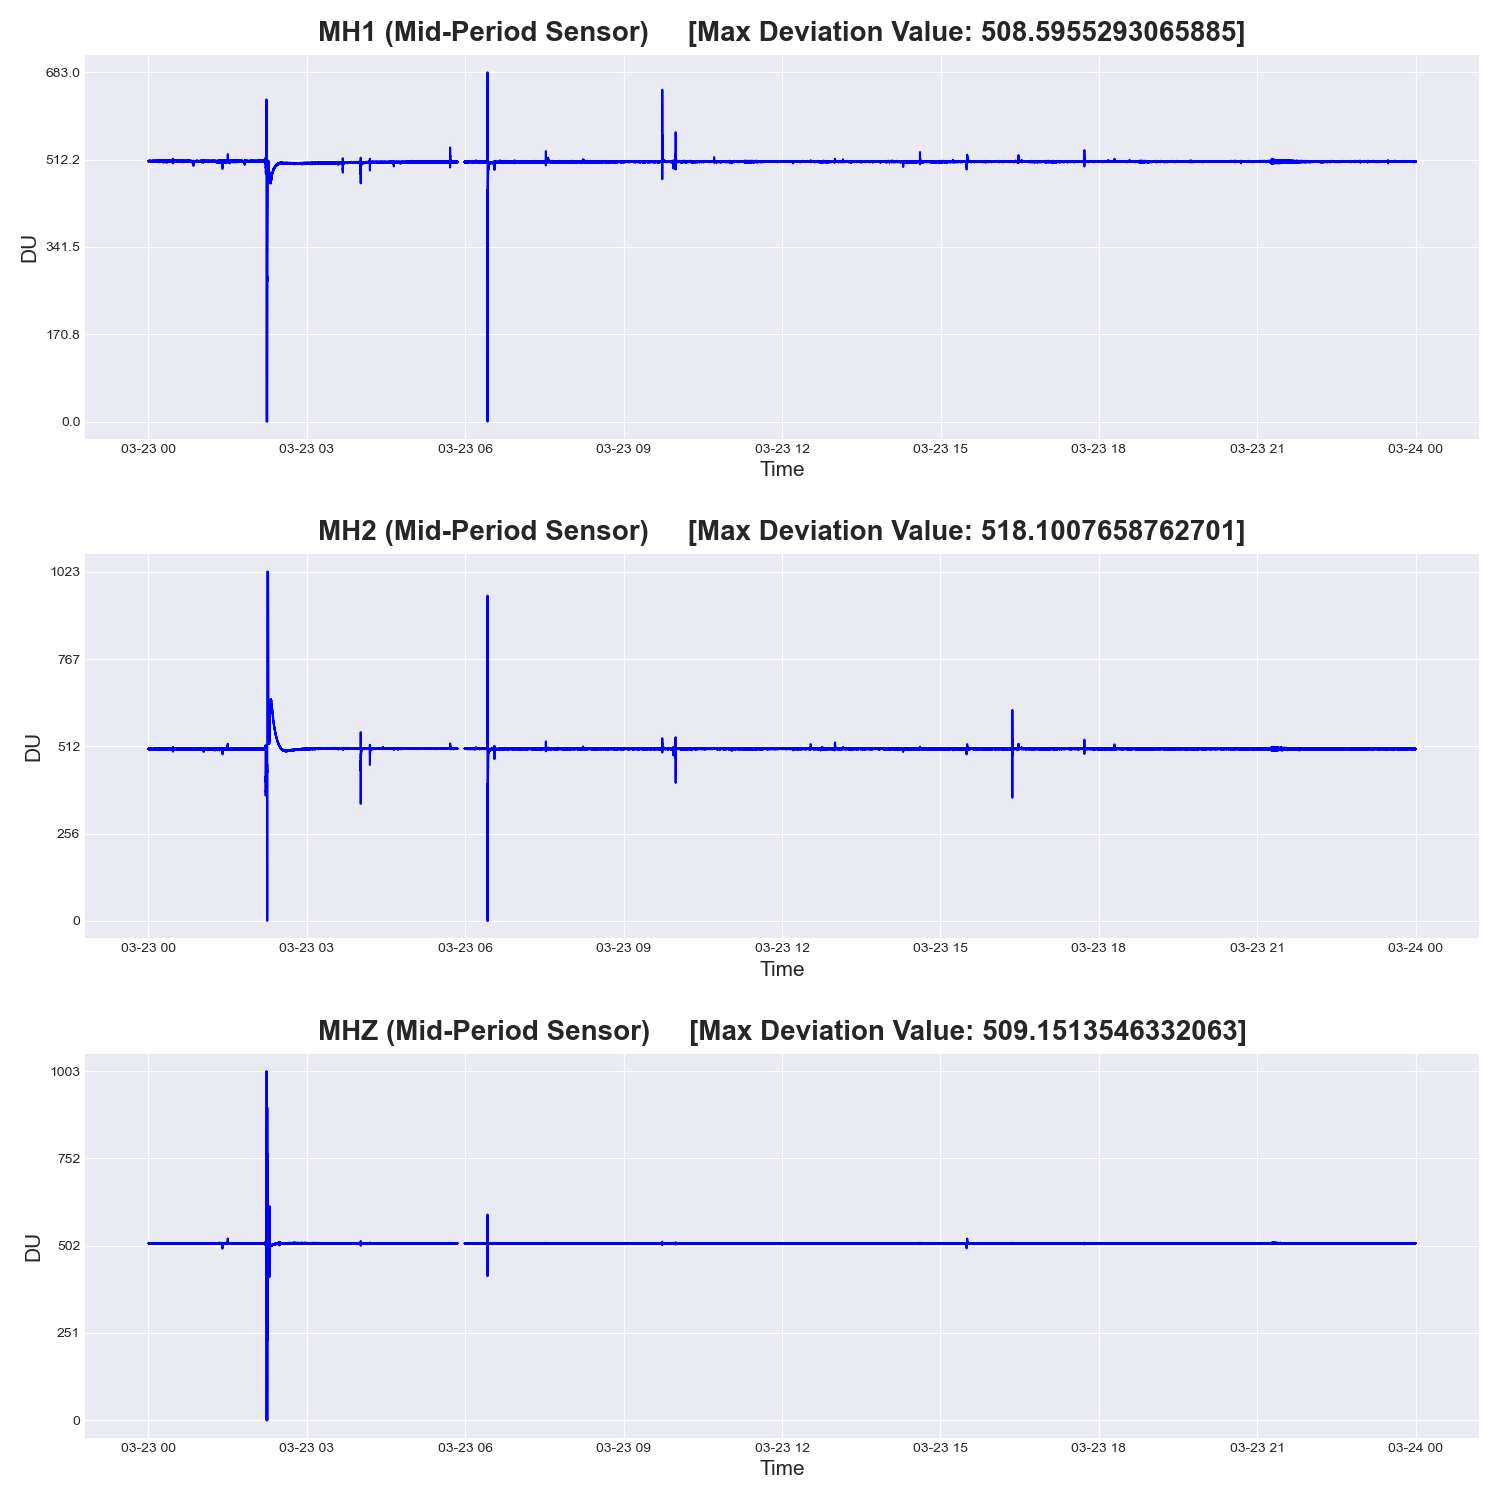 MH1 (Mid-Period Sensor) [Max Deviation Value: 508.5955293065885]
683.0
512.2
341.5
170.8
0.0
DU
03-23 00 03-23 03 03-23 06 03-23 09 03-23 12 03-23 15 03-23 18 03-23 21 03-24 00
Time
MH2 (Mid-Period Sensor) [Max Deviation Value: 518.1007658762701]
1023
767
512
256
0
DU
03-23 00 03-23 03 03-23 06 03-23 09 03-23 12 03-23 15 03-23 18 03-23 21 03-24 00
Time
MHZ (Mid-Period Sensor) [Max Deviation Value: 509.1513546332063]
1003
752
502
251
0
DU
03-23 00 03-23 03 03-23 06 03-23 09 03-23 12 03-23 15 03-23 18 03-23 21 03-24 00
Time